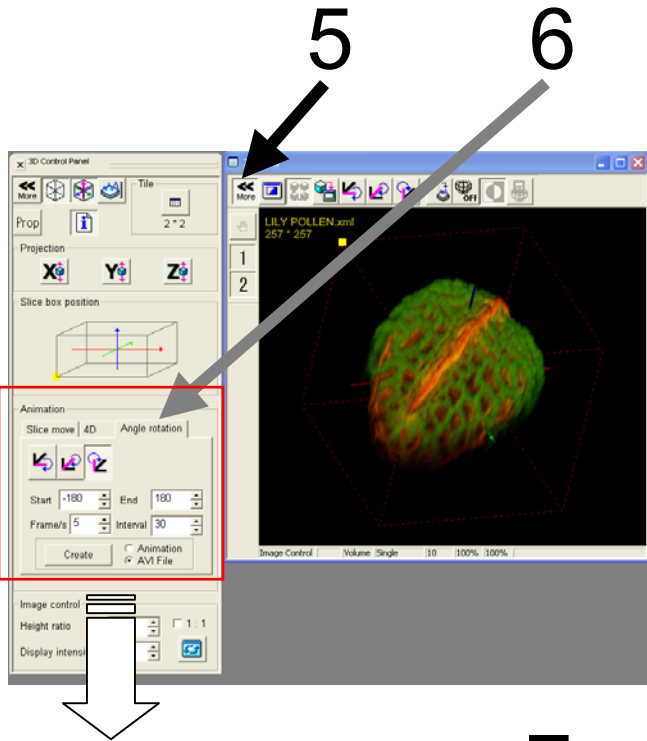 5 6
3D Control Panel
More
Tile
2 * 2
Prop
Projection
X Y Z
Slice box position
Animation
Slice move 4D Angle rotation
Start -180 End 180
Frame/s 5 Interval 30
Create
Animation
AVI File
Image control
Height ratio 1 : 1
Display intensi
More
OFF
LILY POLLEN.xml
257 * 257
1
2
Image Control Volume Single 10 100% 100%